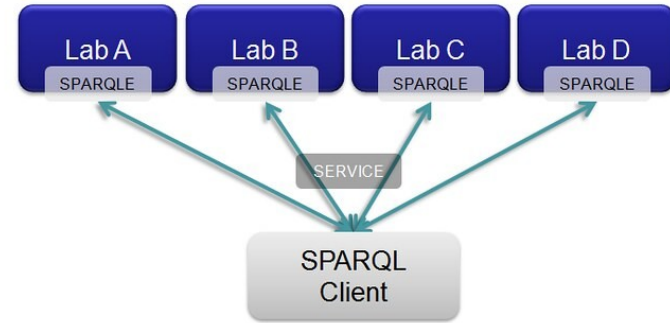 Lab A
SPARQLE
Lab B
SPARQLE
Lab C
SPARQLE
Lab D
SPARQLE
SERVICE
SPARQL
Client